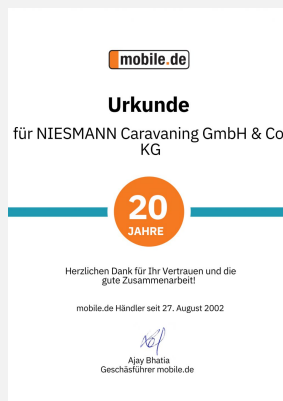 mobile.de
Urkunde
für NIESMANN Caravaning GmbH & Co
KG
20
JAHRE
Herzlichen Dank für Ihr Vertrauen und die
gute Zusammenarbeit!
mobile.de Händler seit 27. August 2002
Ajay Bhatia
Geschäsführer mobile.de